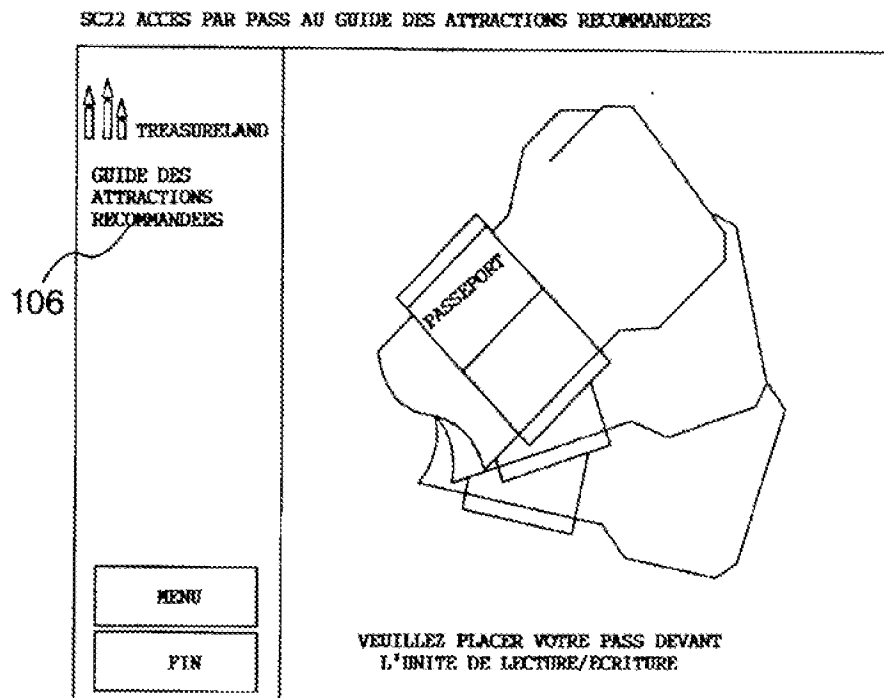 SC22 ACCES PAR PASS AU GUIDE DES ATTRACTIONS RECOMMANDEES
TREASURELAND
GUIDE DES
ATTRACTIONS
RECOMMANDEES
106
PASSEPORT
MENU
FIN
VEUILLEZ PLACER VOTRE PASS DEVANT
L'UNITE DE LECTURE/ECRITURE